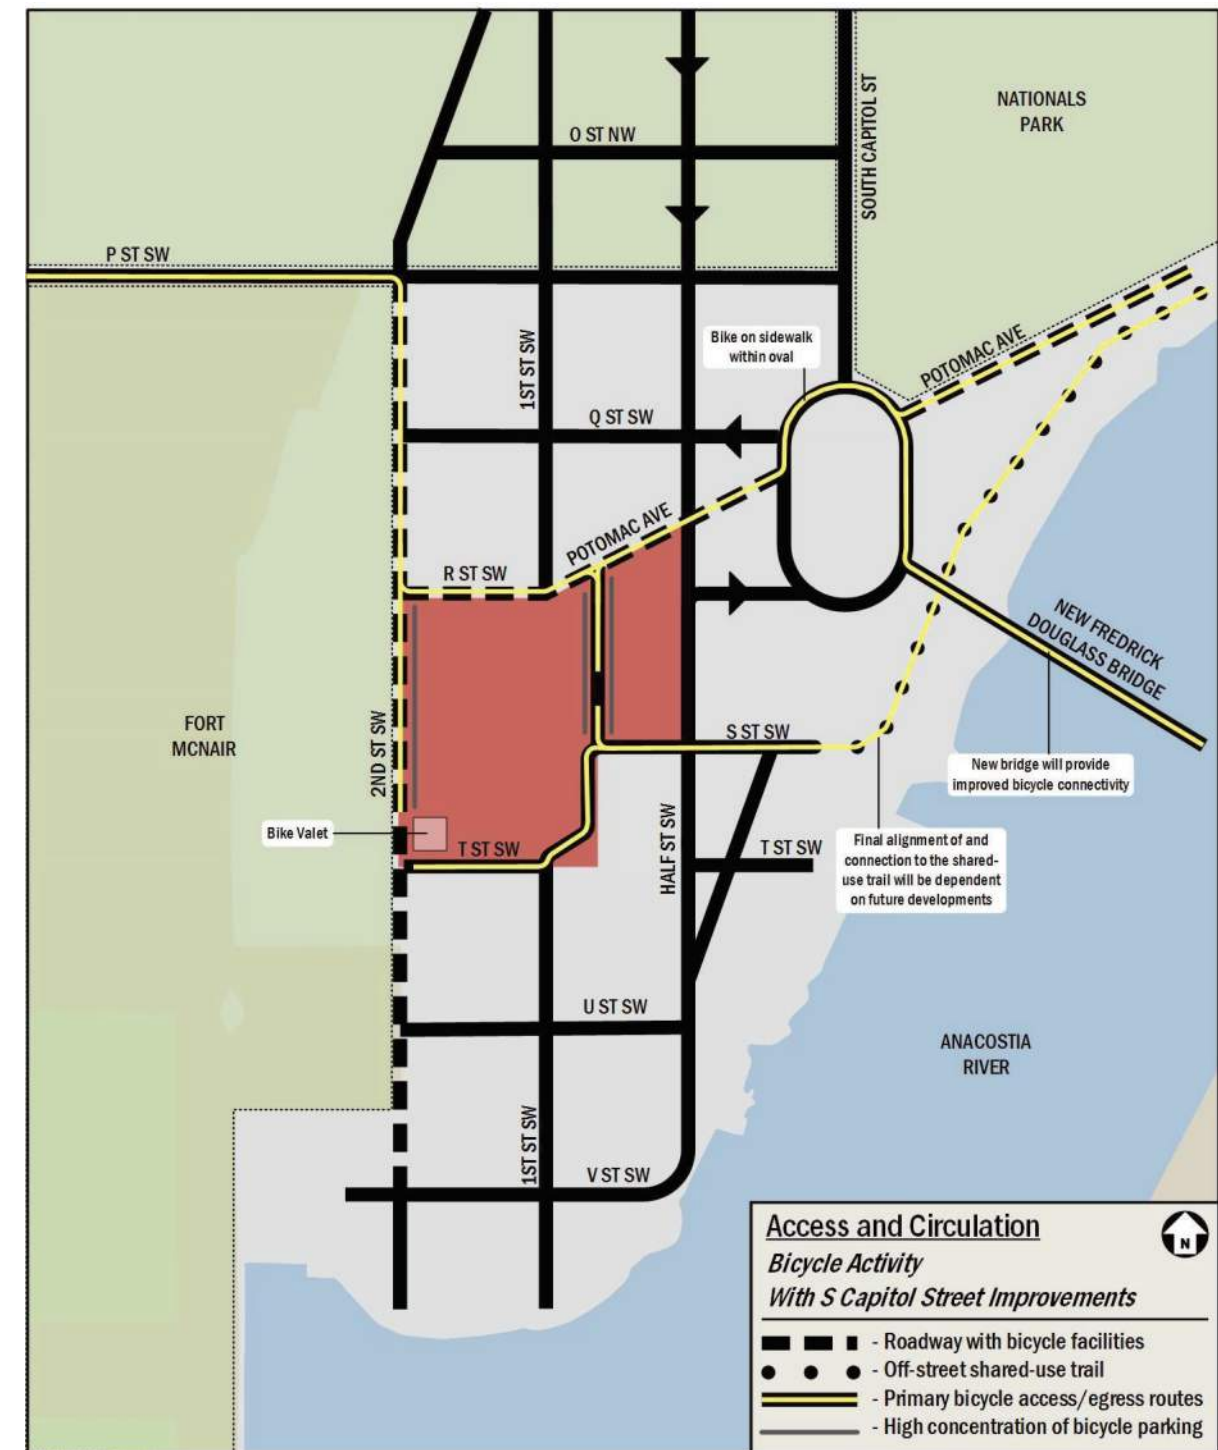 NATIONALS
PARK
SOUTH CAPITOL ST
O ST NW
P ST SW
1ST ST SW
Bike on sidewalk
within oval
POTOMAC AVE
Q ST SW
POTOMAC AVE
R ST SW
NEW FREDRICK
DOUGLASS BRIDGE
FORT
MCNAIR
2ND ST SW
S ST SW
New bridge will provide
improved bicycle connectivity
Bike Valet
T ST SW
HALF ST SW
T ST SW
Final alignment of and
connection to the shared-
use trail will be dependent
on future developments
U ST SW
ANACOSTIA
RIVER
1ST ST SW
V ST SW
Access and Circulation
N
Bicycle Activity
With S Capitol Street Improvements
- Roadway with bicycle facilities
- Off-street shared-use trail
- Primary bicycle access/egress routes
- High concentration of bicycle parking